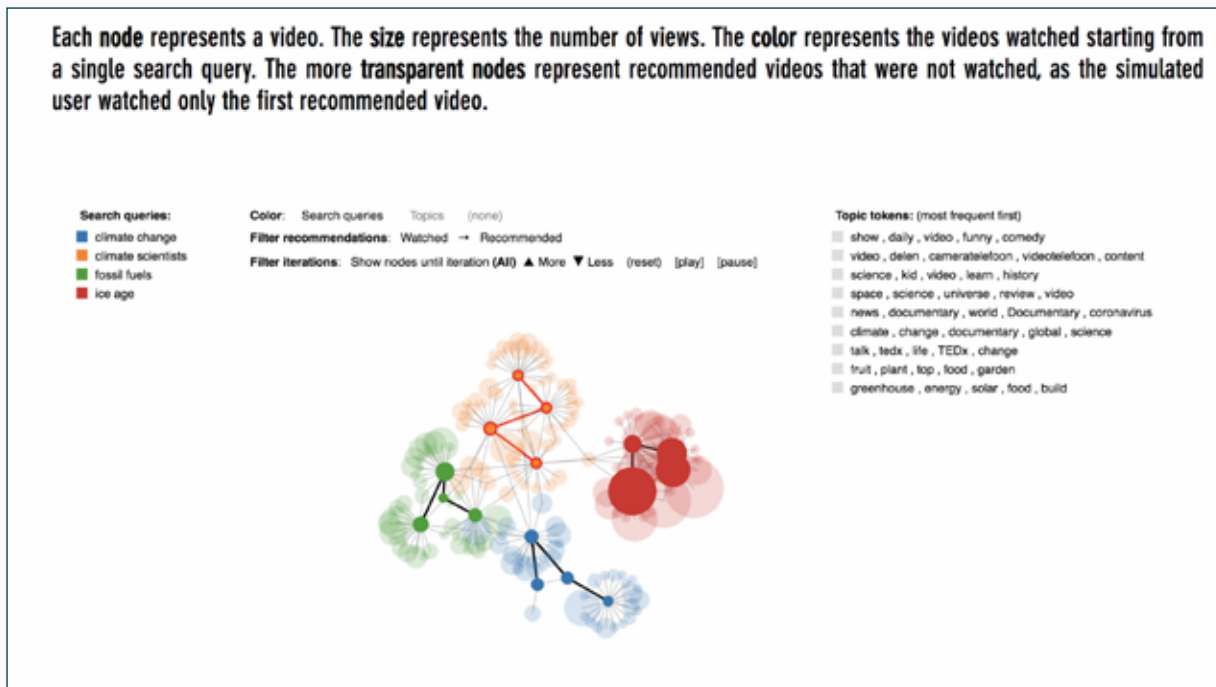 Each node represents a video. The size represents the number of views. The color represents the videos watched starting from
a single search query. The more transparent nodes represent recommended videos that were not watched, as the simulated
user watched only the first recommended video.
Search queries:
climate change
climate scientists
fossil fuels
ice age
Color: Search queries Topics (none)
Filter recommendations: Watched → Recommended
Filter iterations: Show nodes until iteration (All) ▲ More ▼ Less (reset) [play] [pause]
Topic tokens: (most frequent first)
show , daily , video , funny , comedy
video , delen , cameratelefoon , videotelefoon , content
science , kid , video , learn , history
space , science , universe , review , video
news , documentary , world , Documentary , coronavirus
climate , change , documentary , global , science
talk , tedx , life , TEDx , change
fruit , plant , top , food , garden
greenhouse , energy , solar , food , build